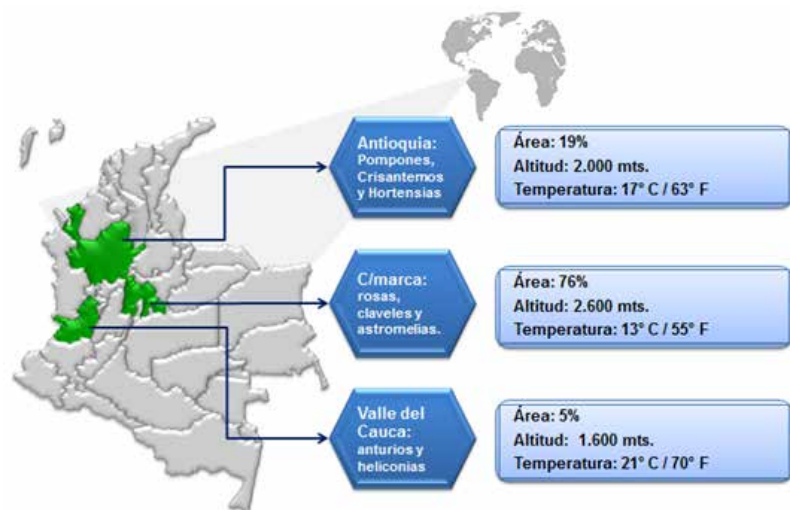 Antioquia:
Pompones,
Crisantemos
y Hortensias
Área: 19%
Altitud: 2.000 mts.
Temperatura: 17° C / 63° F
C/marca:
rosas,
claveles y
astromelias.
Área: 76%
Altitud: 2.600 mts.
Temperatura: 13° C / 55° F
Valle del
Cauca:
anturios y
heliconias
Área: 5%
Altitud: 1.600 mts.
Temperatura: 21° C / 70° F